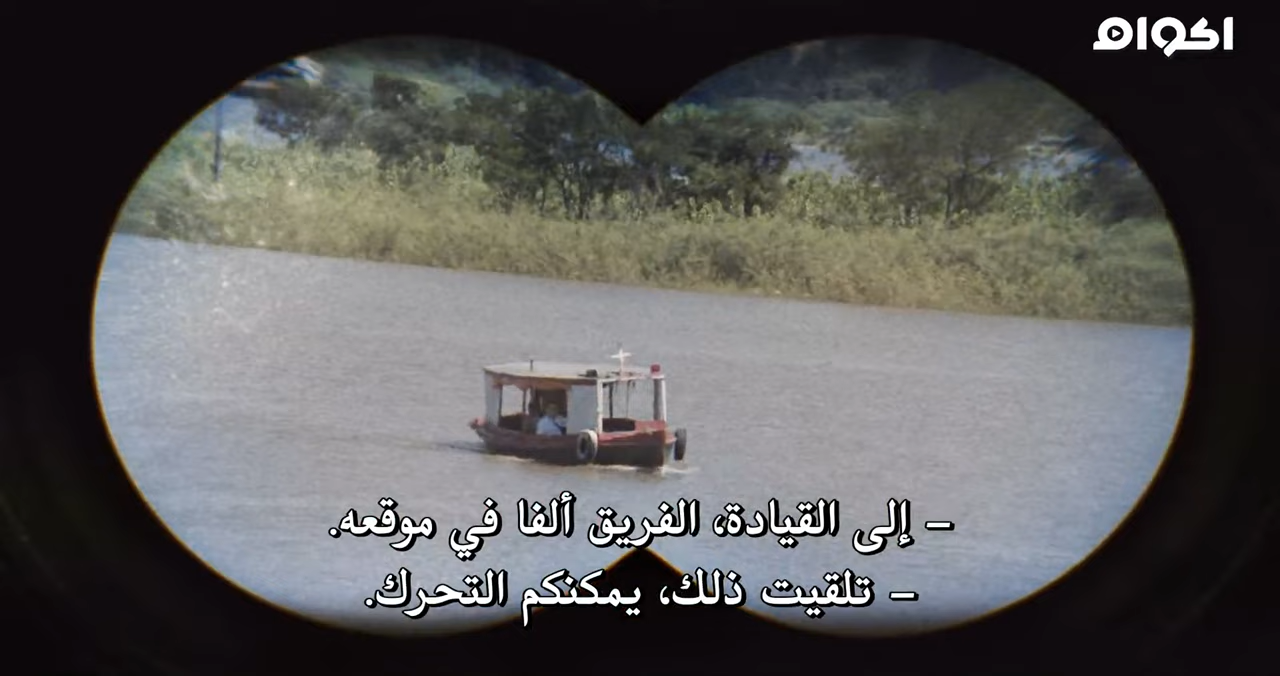 اكوام
- إلى القيادة، الفريق ألفا في موقعه.
- تلقيت ذلك، يمكنكم التحرك.